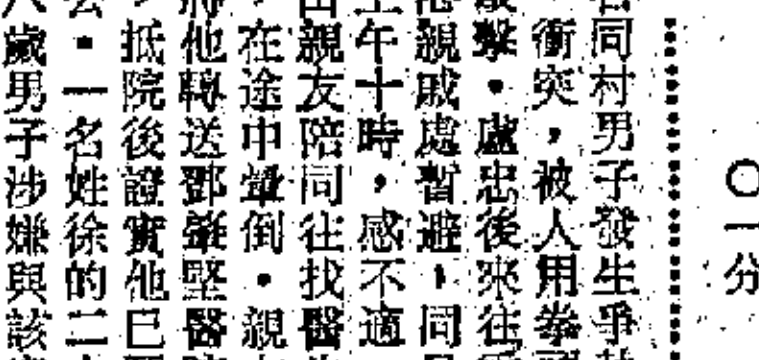 〇一分
同村男子發生爭
衝突，被人用拳
擊．盧忠後來往
親戚處暫避，同
午十時，感不適
親友陪同往找醫
在途中暈倒．親
他轉送鄧肇堅醫
抵院後證實他已
．一名姓徐的二
歲男子涉嫌與該